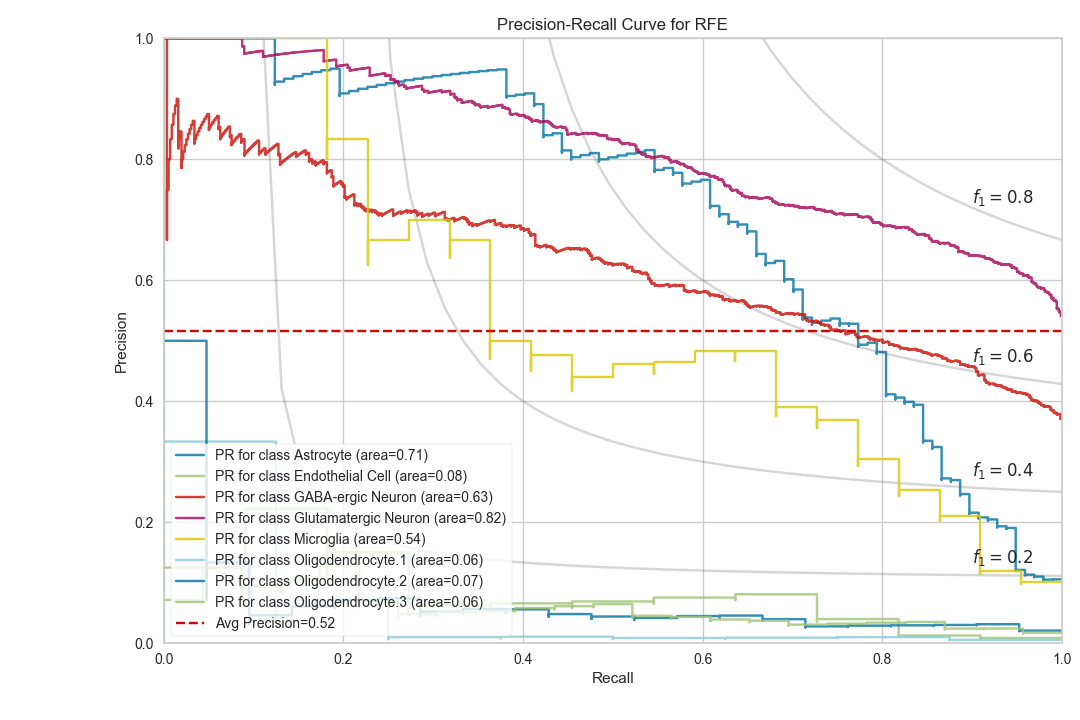 Precision-Recall Curve for RFE
1.0
0.8
0.6
0.4
0.2
0.0
Precision
f1 = 0.8
f1 = 0.6
f1 = 0.4
f1 = 0.2
PR for class Astrocyte (area=0.71)
PR for class Endothelial Cell (area=0.08)
PR for class GABA-ergic Neuron (area=0.63)
PR for class Glutamatergic Neuron (area=0.82)
PR for class Microglia (area=0.54)
PR for class Oligodendrocyte.1 (area=0.06)
PR for class Oligodendrocyte.2 (area=0.07)
PR for class Oligodendrocyte.3 (area=0.06)
Avg Precision=0.52
0.0 0.2 0.4 0.6 0.8 1.0
Recall